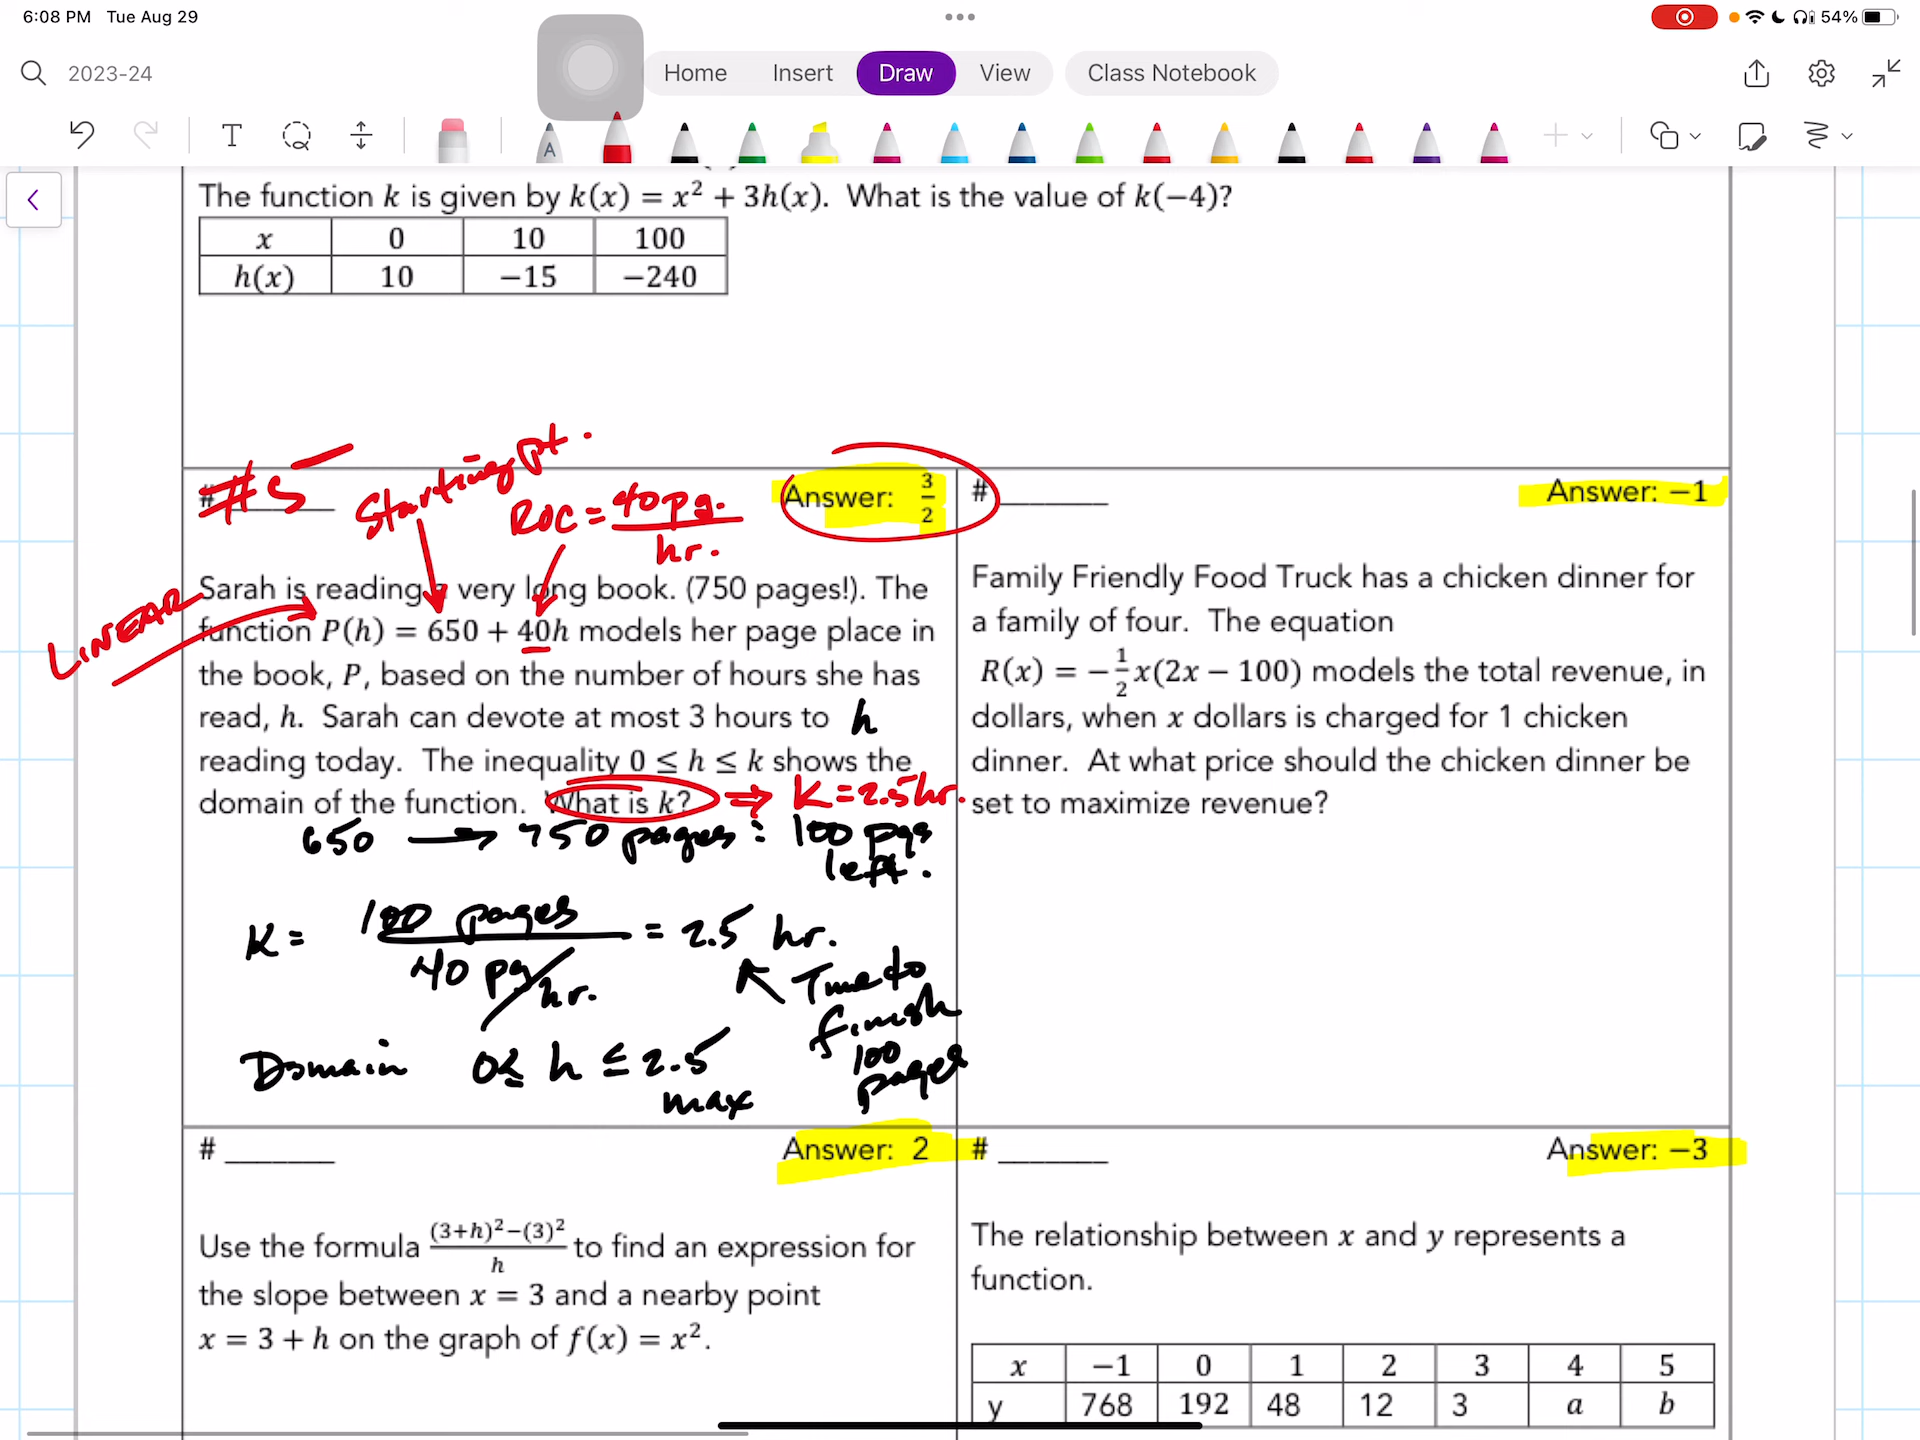 6:08 PM Tue Aug 29
54%
2023-24
Home Insert Draw View Class Notebook
T
A
The function k is given by k(x) = x² + 3h(x). What is the value of k(−4)?
x 0 10 100
h(x) 10 −15 −240
# #5
Starting pt.
ROC = 40 pg. / hr.
Answer: 3/2
LINEAR
Sarah is reading a very long book. (750 pages!). The
function P(h) = 650 + 40h models her page place in
the book, P, based on the number of hours she has
read, h. Sarah can devote at most 3 hours to h
reading today. The inequality 0 ≤ h ≤ k shows the
domain of the function. What is k? ⇒ K = 2.5 hr.
650 → 750 pages : 100 pgs
left.
K = 100 pages / 40 pg/hr. = 2.5 hr.
Time to
finish
100
pages
Domain 0 ≤ h ≤ 2.5
max
# Answer: −1
Family Friendly Food Truck has a chicken dinner for
a family of four. The equation
R(x) = −1/2 x(2x − 100) models the total revenue, in
dollars, when x dollars is charged for 1 chicken
dinner. At what price should the chicken dinner be
set to maximize revenue?
# Answer: 2
Use the formula (3+h)²−(3)² / h to find an expression for
the slope between x = 3 and a nearby point
x = 3 + h on the graph of f(x) = x².
# Answer: −3
The relationship between x and y represents a
function.
x −1 0 1 2 3 4 5
y 768 192 48 12 3 a b